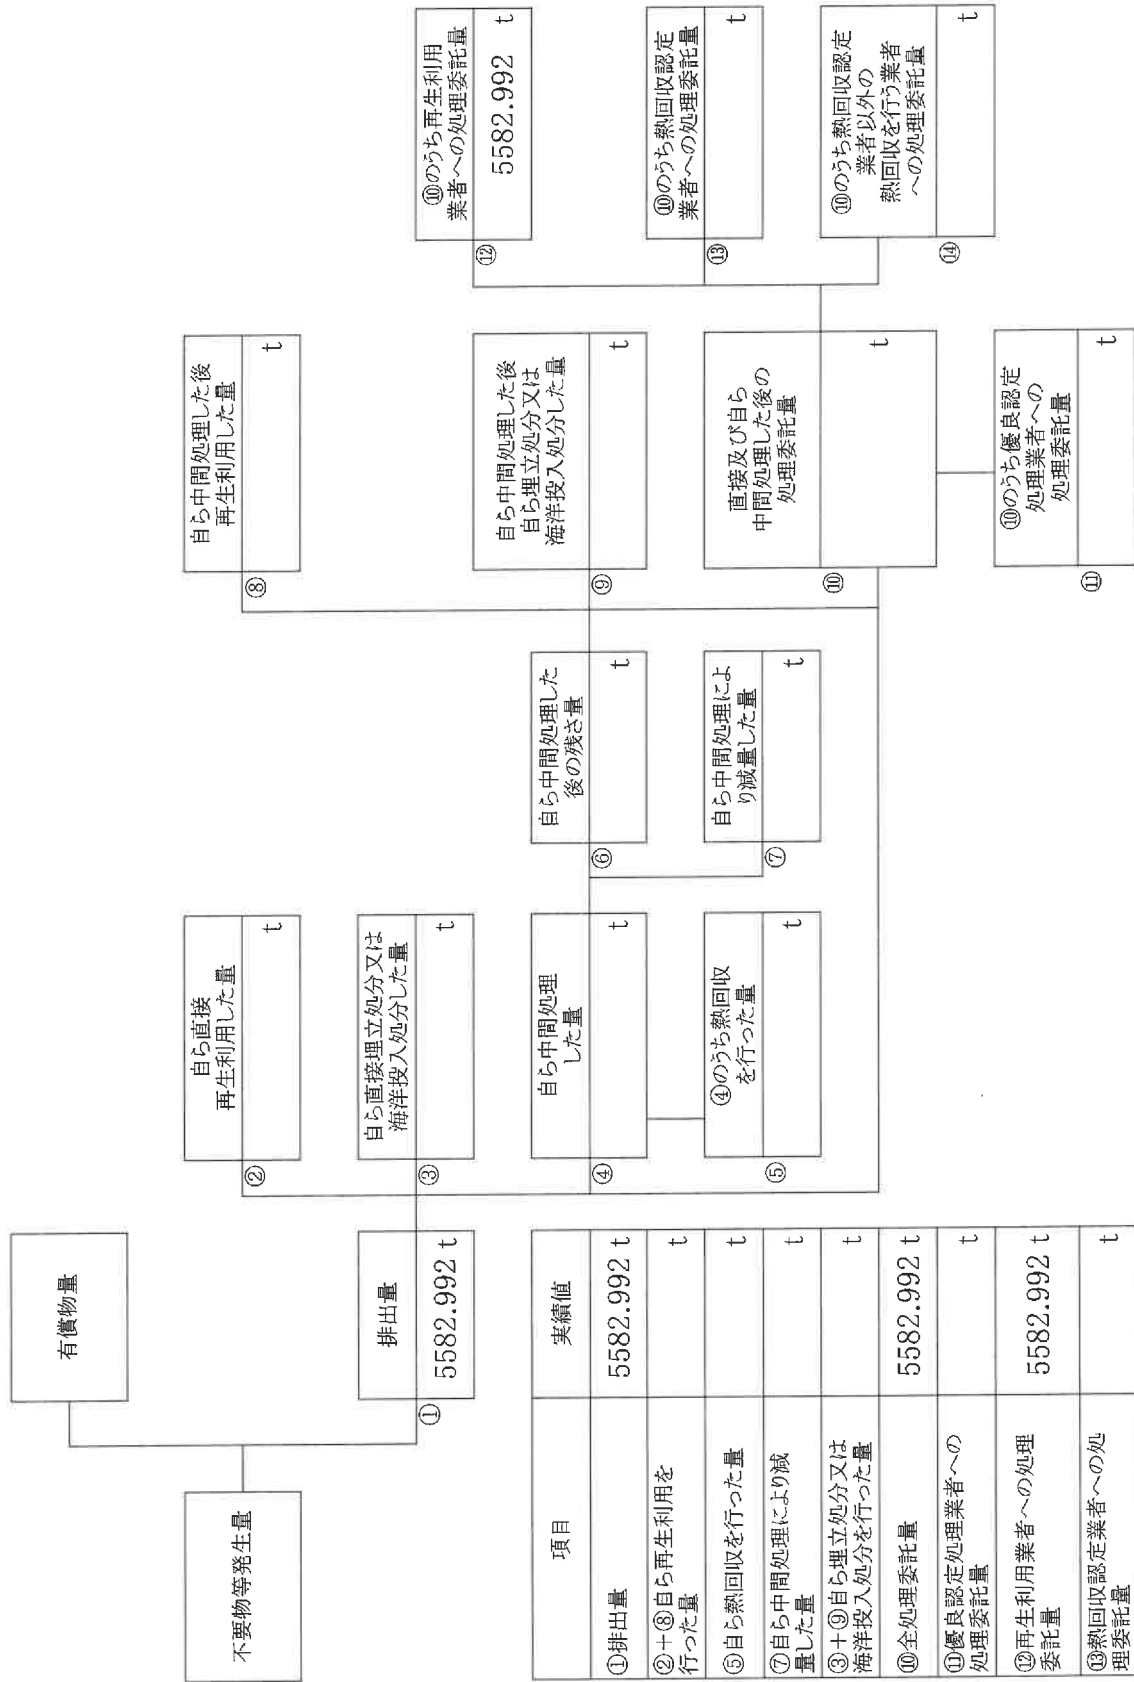 有償物量
不要物等発生量
排出量
①
5582.992 t
自ら直接
再生利用した量
②
t
自ら直接埋立処分又は
海洋投入処分した量
③
t
自ら中間処理
した量
④
t
④のうち熱回収
を行った量
⑤
t
自ら中間処理した
後の残さ量
⑥
t
自ら中間処理によ
り減量した量
⑦
t
自ら中間処理した後
再生利用した量
⑧
t
自ら中間処理した後
自ら埋立処分又は
海洋投入処分した量
⑨
t
直接及び自ら
中間処理した後の
処理委託量
⑩
t
⑩のうち優良認定
処理業者への
処理委託量
⑪
t
⑩のうち再生利用
業者への処理委託量
⑫
5582.992 t
⑩のうち熱回収認定
業者への処理委託量
⑬
t
⑩のうち熱回収認定
業者以外の
熱回収を行う業者
への処理委託量
⑭
t
項目 実績値
①排出量 5582.992 t
②+⑧自ら再生利用を
行った量 t
⑤自ら熱回収を行った量 t
⑦自ら中間処理により減
量した量 t
③+⑨自ら埋立処分又は
海洋投入処分を行った量 t
⑩全処理委託量 5582.992 t
⑪優良認定処理業者への
処理委託量 t
⑫再生利用業者への処理
委託量 5582.992 t
⑬熱回収認定業者への処
理委託量 t